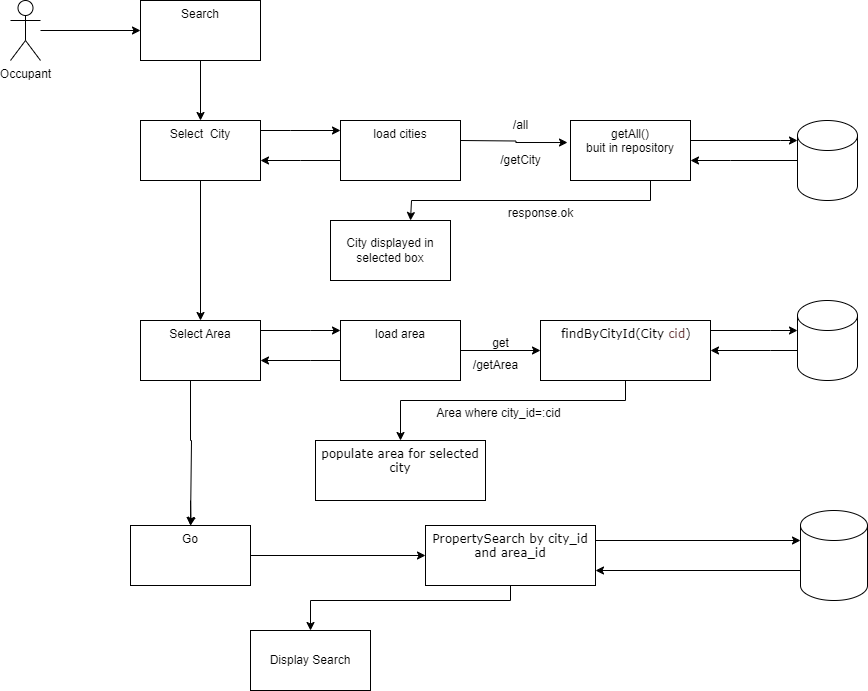 Search
Occupant
Select City
load cities
/all
/getCity
getAll()
buit in repository
response.ok
City displayed in
selected box
Select Area
load area
get
/getArea
findByCityId(City cid)
Area where city_id=:cid
populate area for selected
city
Go
PropertySearch by city_id
and area_id
Display Search